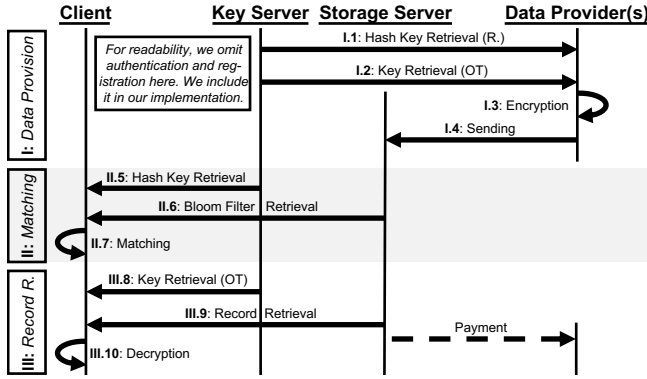 Client Key Server Storage Server Data Provider(s)
I: Data Provision
For readability, we omit
authentication and reg-
istration here. We include
it in our implementation.
I.1: Hash Key Retrieval (R.)
I.2: Key Retrieval (OT)
I.3: Encryption
I.4: Sending
II: Matching
II.5: Hash Key Retrieval
II.6: Bloom Filter Retrieval
II.7: Matching
III: Record R.
III.8: Key Retrieval (OT)
III.9: Record Retrieval
Payment
III.10: Decryption